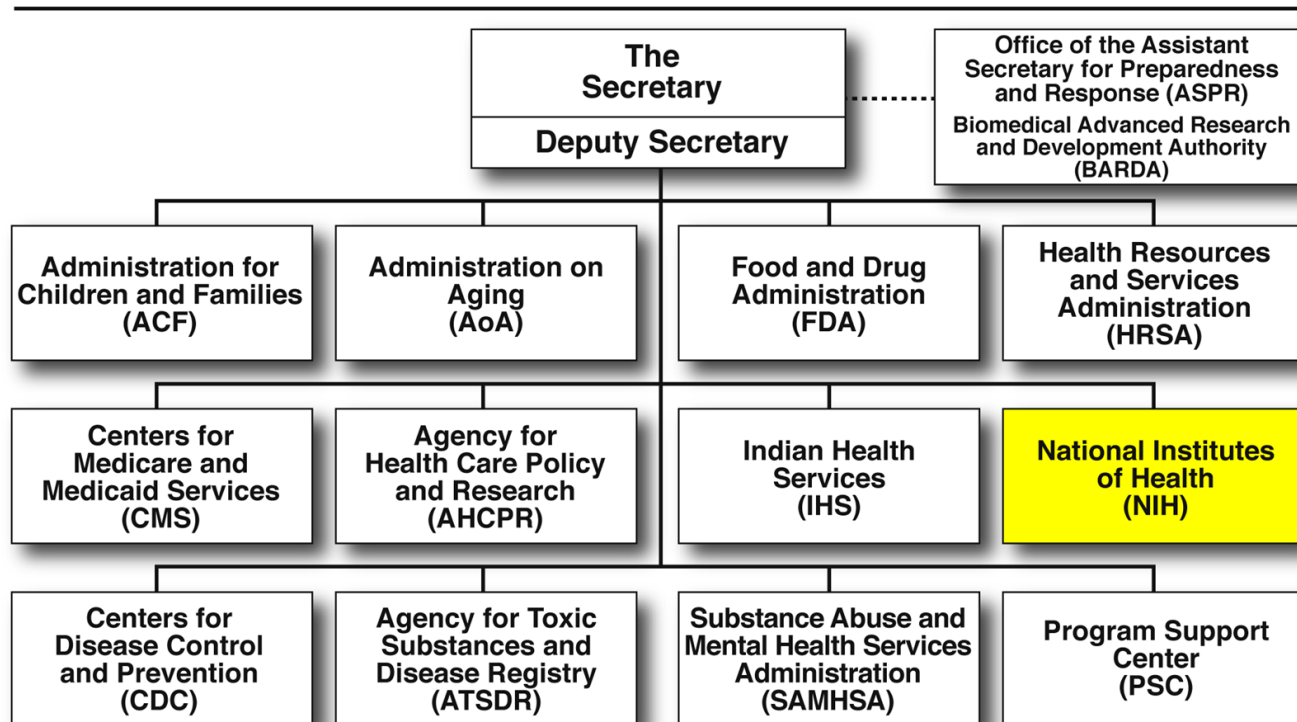 The
Secretary
Deputy Secretary
Office of the Assistant
Secretary for Preparedness
and Response (ASPR)
Biomedical Advanced Research
and Development Authority
(BARDA)
Administration for
Children and Families
(ACF)
Administration on
Aging
(AoA)
Food and Drug
Administration
(FDA)
Health Resources
and Services
Administration
(HRSA)
Centers for
Medicare and
Medicaid Services
(CMS)
Agency for
Health Care Policy
and Research
(AHCPR)
Indian Health
Services
(IHS)
National Institutes
of Health
(NIH)
Centers for
Disease Control
and Prevention
(CDC)
Agency for Toxic
Substances and
Disease Registry
(ATSDR)
Substance Abuse and
Mental Health Services
Administration
(SAMHSA)
Program Support
Center
(PSC)